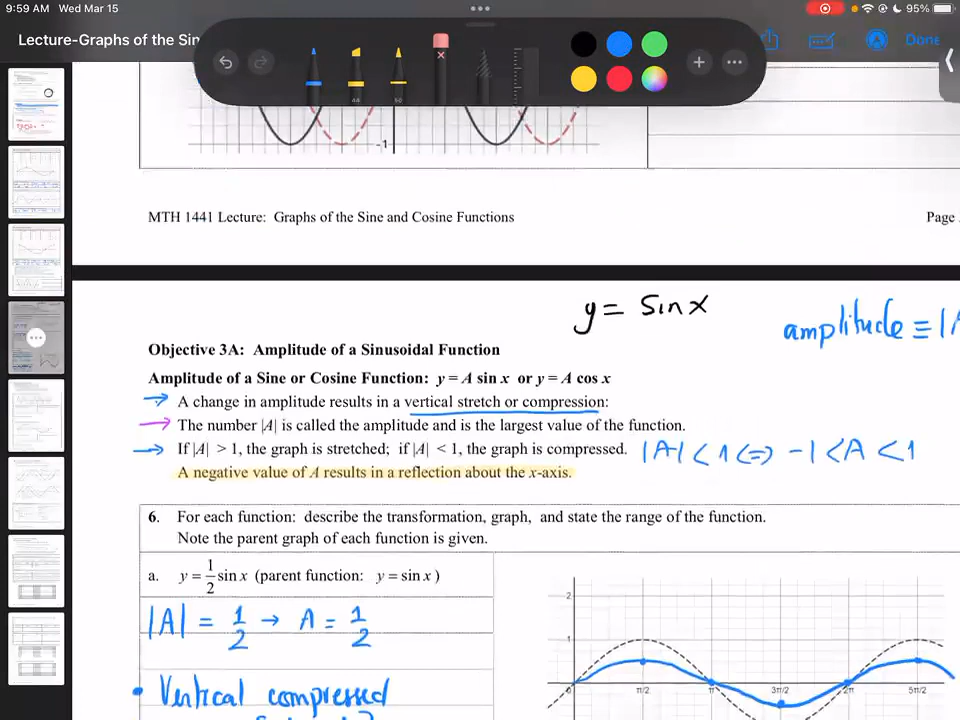 9:59 AM Wed Mar 15
95%
Lecture-Graphs of the Sin
Done
-1
MTH 1441 Lecture: Graphs of the Sine and Cosine Functions
Page
y = sin x
amplitude ≡ |A
Objective 3A: Amplitude of a Sinusoidal Function
Amplitude of a Sine or Cosine Function: y = A sin x or y = A cos x
→ A change in amplitude results in a vertical stretch or compression:
→ The number |A| is called the amplitude and is the largest value of the function.
→ If |A| > 1, the graph is stretched; if |A| < 1, the graph is compressed. |A| < 1 (=) -1 < A < 1
A negative value of A results in a reflection about the x-axis.
6. For each function: describe the transformation, graph, and state the range of the function.
Note the parent graph of each function is given.
a. y = 1/2 sin x (parent function: y = sin x)
|A| = 1/2 → A = 1/2
• Vertical compressed
2
1
0 π/2 π 3π/2 2π 5π/2